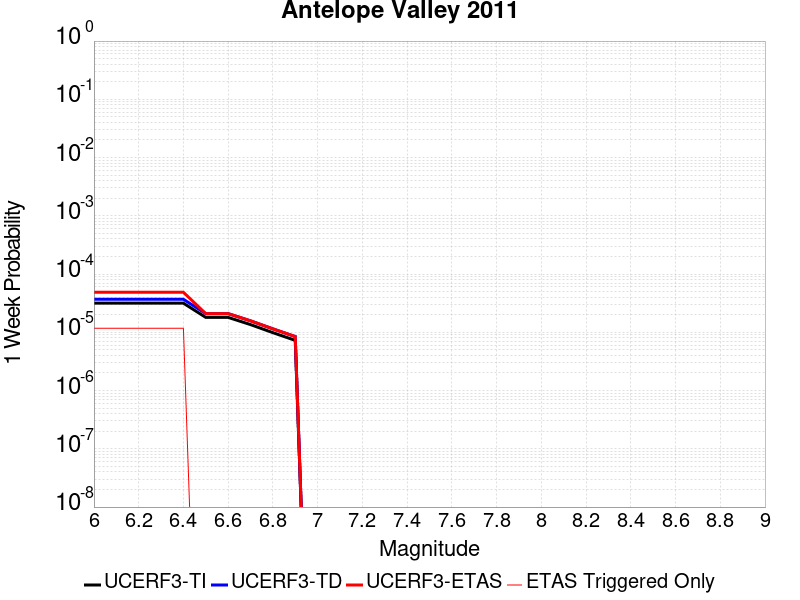 Antelope Valley 2011
10^0
10^-1
10^-2
10^-3
10^-4
10^-5
10^-6
10^-7
10^-8
1 Week Probability
6 6.2 6.4 6.6 6.8 7 7.2 7.4 7.6 7.8 8 8.2 8.4 8.6 8.8 9
Magnitude
UCERF3-TI UCERF3-TD UCERF3-ETAS ETAS Triggered Only